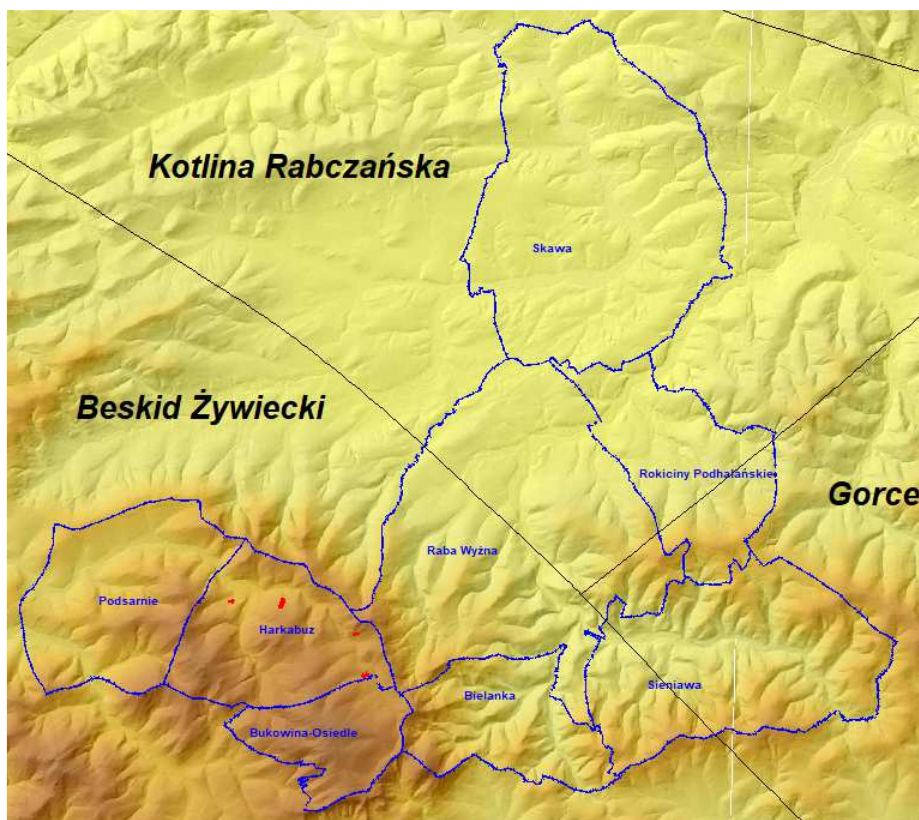 Kotlina Rabczańska
Skawa
Beskid Żywiecki
Rokiciny Podhalańskie
Gorce
Raba Wyżna
Podsarnie
Harkabuz
Sieniawa
Bielanka
Bukowina-Osiedle